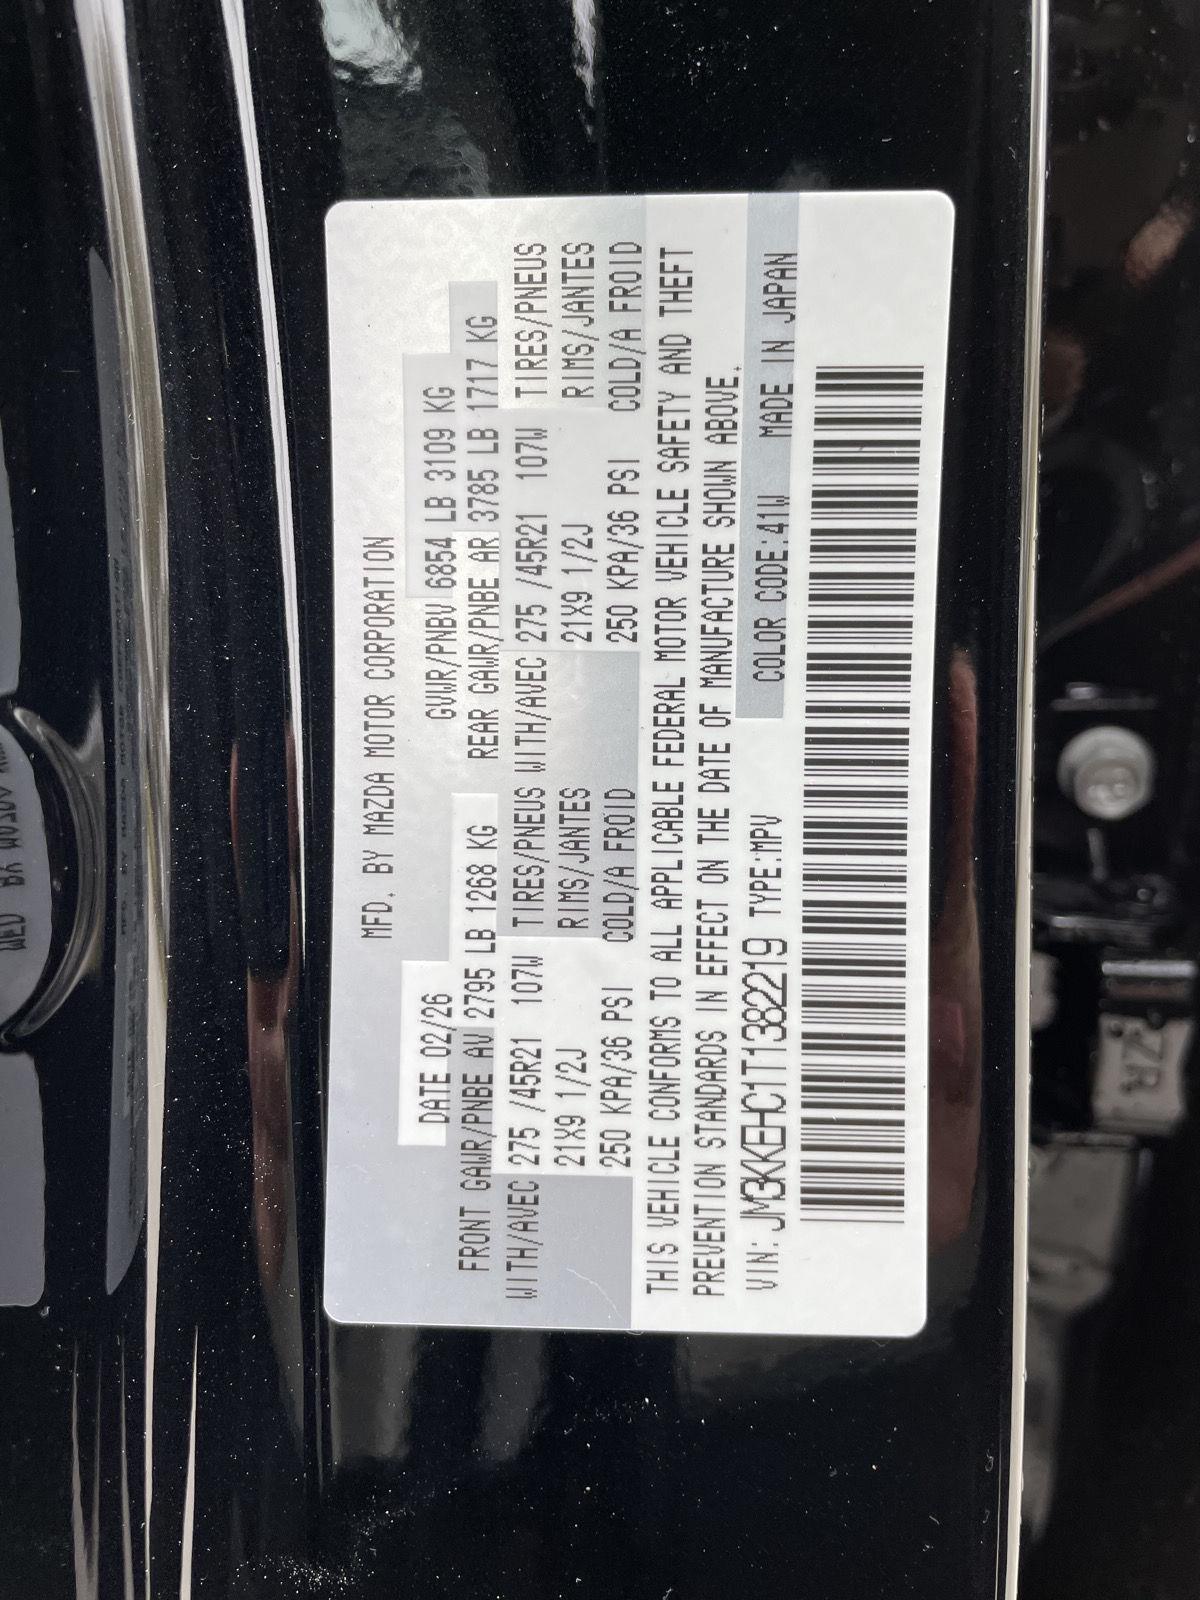 MFD. BY MAZDA MOTOR CORPORATION
DATE 02/26 GVWR/PNBV 6854 LB 3109 KG
FRONT GAWR/PNBE AV 2795 LB 1268 KG REAR GAWR/PNBE AR 3785 LB 1717 KG
WITH/AVEC 275 /45R21 107W TIRES/PNEUS WITH/AVEC 275 /45R21 107W TIRES/PNEUS
21X9 1/2J RIMS/JANTES 21X9 1/2J RIMS/JANTES
250 KPA/36 PSI COLD/A FROID 250 KPA/36 PSI COLD/A FROID
THIS VEHICLE CONFORMS TO ALL APPLICABLE FEDERAL MOTOR VEHICLE SAFETY AND THEFT
PREVENTION STANDARDS IN EFFECT ON THE DATE OF MANUFACTURE SHOWN ABOVE.
VIN: JM3KKEHC1T1382219 TYPE:MPV COLOR CODE:41W MADE IN JAPAN